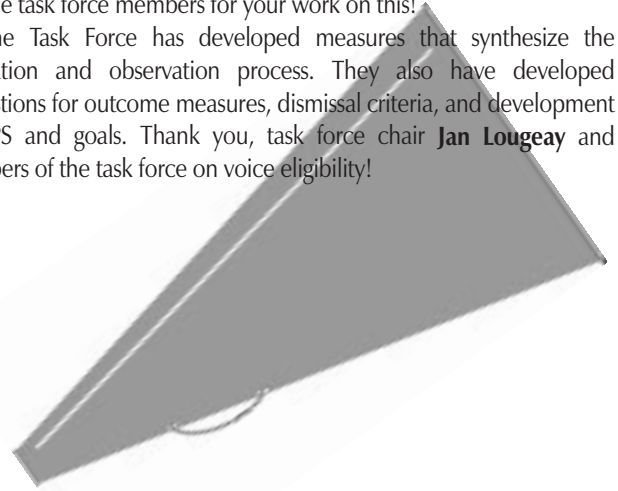 e task force members for your work on this!
e Task Force has developed measures that synthesize the
tion and observation process. They also have developed
tions for outcome measures, dismissal criteria, and development
S and goals. Thank you, task force chair Jan Lougeay and
ers of the task force on voice eligibility!